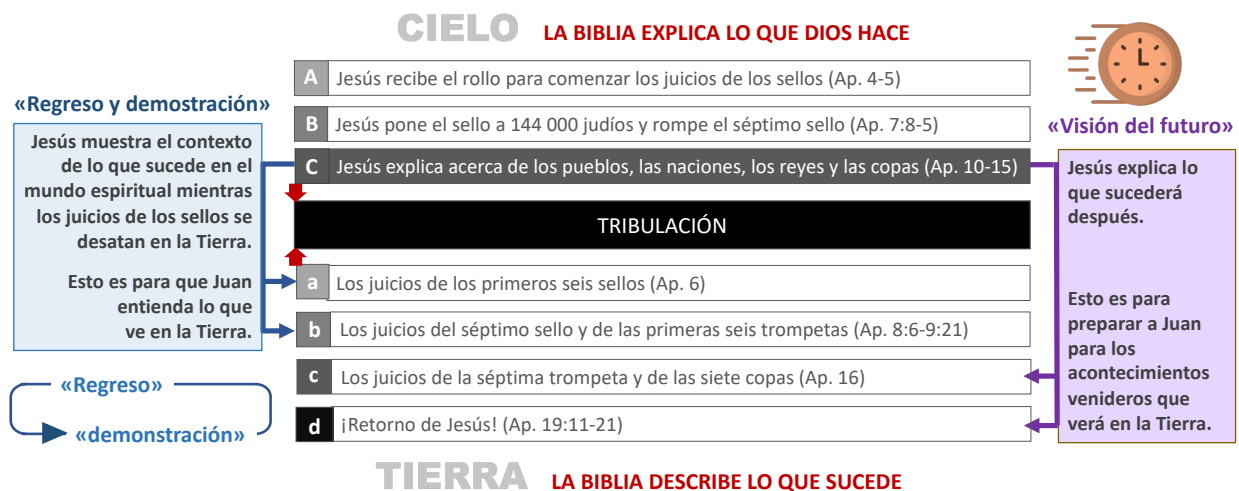 CIELO LA BIBLIA EXPLICA LO QUE DIOS HACE
A Jesús recibe el rollo para comenzar los juicios de los sellos (Ap. 4-5)
B Jesús pone el sello a 144 000 judíos y rompe el séptimo sello (Ap. 7:8-5)
C Jesús explica acerca de los pueblos, las naciones, los reyes y las copas (Ap. 10-15)
«Regreso y demostración»
Jesús muestra el contexto
de lo que sucede en el
mundo espiritual mientras
los juicios de los sellos se
desatan en la Tierra.
Esto es para que Juan
entienda lo que
ve en la Tierra.
«Regreso»
«demonstración»
TRIBULACIÓN
a Los juicios de los primeros seis sellos (Ap. 6)
b Los juicios del séptimo sello y de las primeras seis trompetas (Ap. 8:6-9:21)
c Los juicios de la séptima trompeta y de las siete copas (Ap. 16)
d ¡Retorno de Jesús! (Ap. 19:11-21)
«Visión del futuro»
Jesús explica lo
que sucederá
después.
Esto es para
preparar a Juan
para los
acontecimientos
venideros que
verá en la Tierra.
TIERRA LA BIBLIA DESCRIBE LO QUE SUCEDE